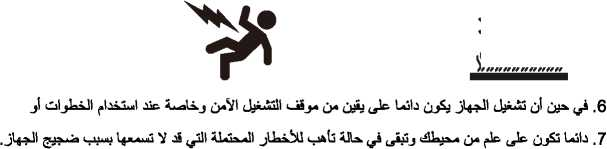 6. في حين أن تشغيل الجهاز يكون دائما على يقين من موقف التشغيل الآمن وخاصة عند استخدام الخطوات أو
7. دائما تكون على علم من محيطك وتبقى في حالة تأهب للأخطار المحتملة التي قد لا تسمعها بسبب ضجيج الجهاز.